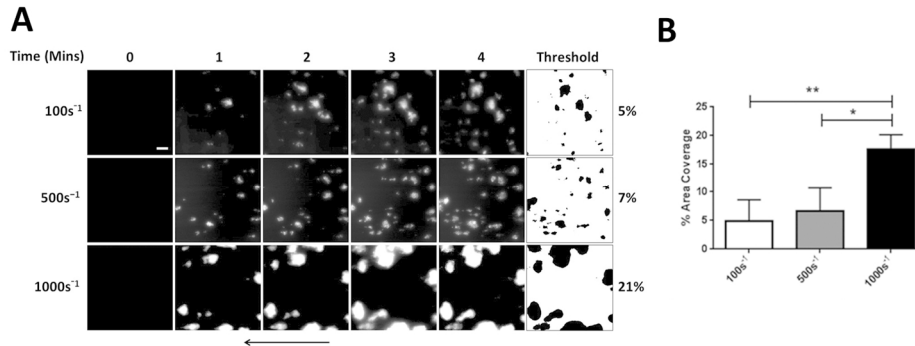 A
Time (Mins) 0 1 2 3 4 Threshold
100s⁻¹ 5%
500s⁻¹ 7%
1000s⁻¹ 21%
B
**
*
% Area Coverage
25
20
15
10
5
0
100s⁻¹
500s⁻¹
1000s⁻¹